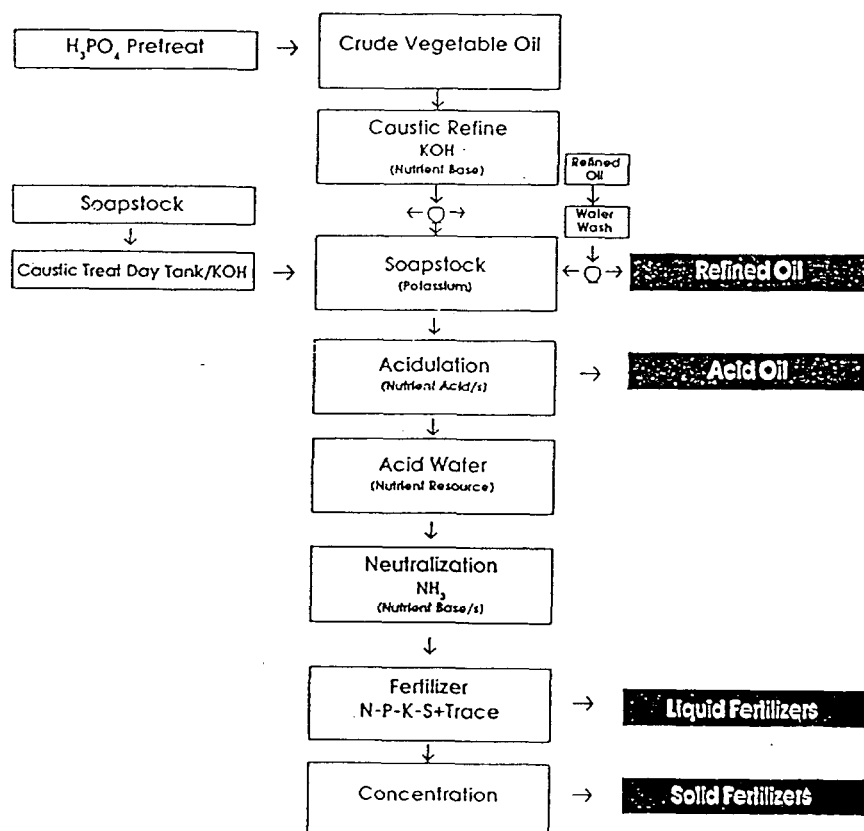 H₃PO₄ Pretreat
Crude Vegetable Oil
Caustic Refine
KOH
(Nutrient Base)
Refined
Oil
Water
Wash
Soapstock
Caustic Treat Day Tank/KOH
Soapstock
(Potassium)
Refined Oil
Acidulation
(Nutrient Acid/s)
Acid Oil
Acid Water
(Nutrient Resource)
Neutralization
NH₃
(Nutrient Base/s)
Fertilizer
N-P-K-S+Trace
Liquid Fertilizers
Concentration
Solid Fertilizers